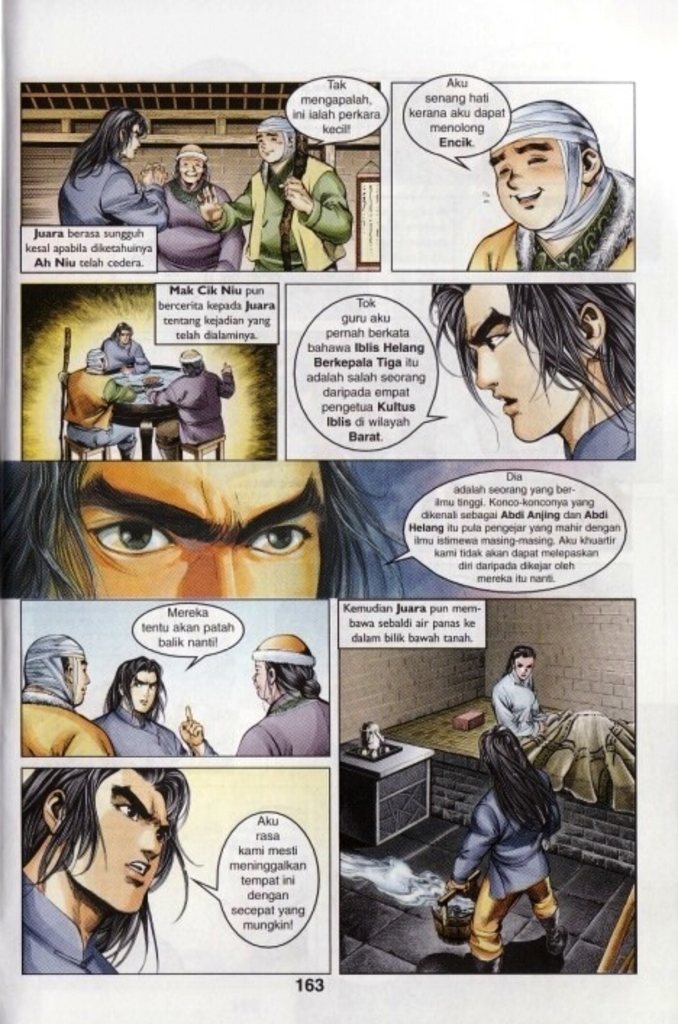 Tak
mengapalah,
ini ialah perkara
kecil!
Juara berasa sungguh
kesal apabila diketahuinya
Ah Niu telah cedera.
Aku
senang hati
kerana aku dapat
menolong
Encik.
Mak Cik Niu pun
bercerita kepada Juara
tentang kejadian yang
telah dialaminya.
Tok
guru aku
pernah berkata
bahawa Iblis Helang
Berkepala Tiga itu
adalah salah seorang
daripada empat
pengetua Kultus
Iblis di wilayah
Barat.
Dia
adalah seorang yang ber-
ilmu tinggi. Konco-konconya yang
dikenali sebagai Abdi Anjing dan Abdi
Helang itu pula pengejar yang mahir dengan
ilmu istimewa masing-masing. Aku khuatir
kami tidak akan dapat melepaskan
diri daripada dikejar oleh
mereka itu nanti.
Mereka
tentu akan patah
balik nanti!
Kemudian Juara pun mem-
bawa sebaldi air panas ke
dalam bilik bawah tanah.
Aku
rasa
kami mesti
meninggalkan
tempat ini
dengan
secepat yang
mungkin!
163